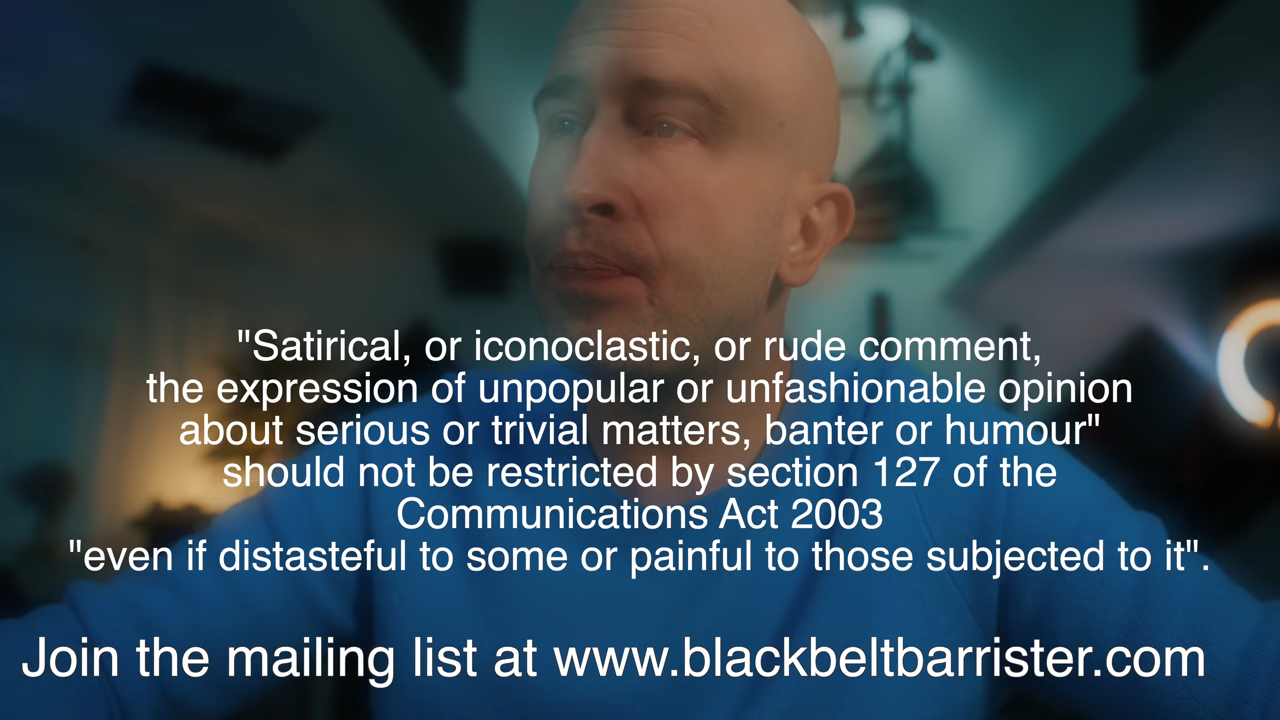 "Satirical, or iconoclastic, or rude comment,
the expression of unpopular or unfashionable opinion
about serious or trivial matters, banter or humour"
should not be restricted by section 127 of the
Communications Act 2003
"even if distasteful to some or painful to those subjected to it".
Join the mailing list at www.blackbeltbarrister.com